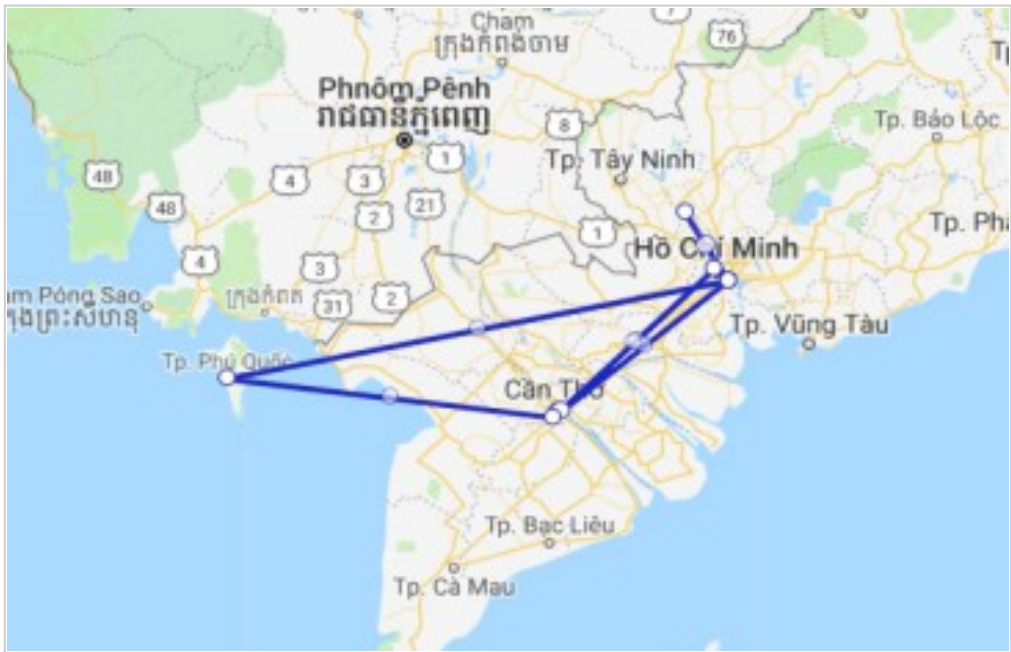 Cham
ក្រុងកំពង់ចាម
7
76
Phnôm Pênh
រាជធានីភ្នំពេញ
8
Tp. Bảo Lộc
1
Tp. Tây Ninh
48
4
3
48
2
21
1
Tp. Pha
Hồ Chí Minh
4
3
ក្រុងកំពត
2
31
Tp. Vũng Tàu
Tp. Phú Quốc
Cần Thơ
Tp. Bạc Liêu
Tp. Cà Mau